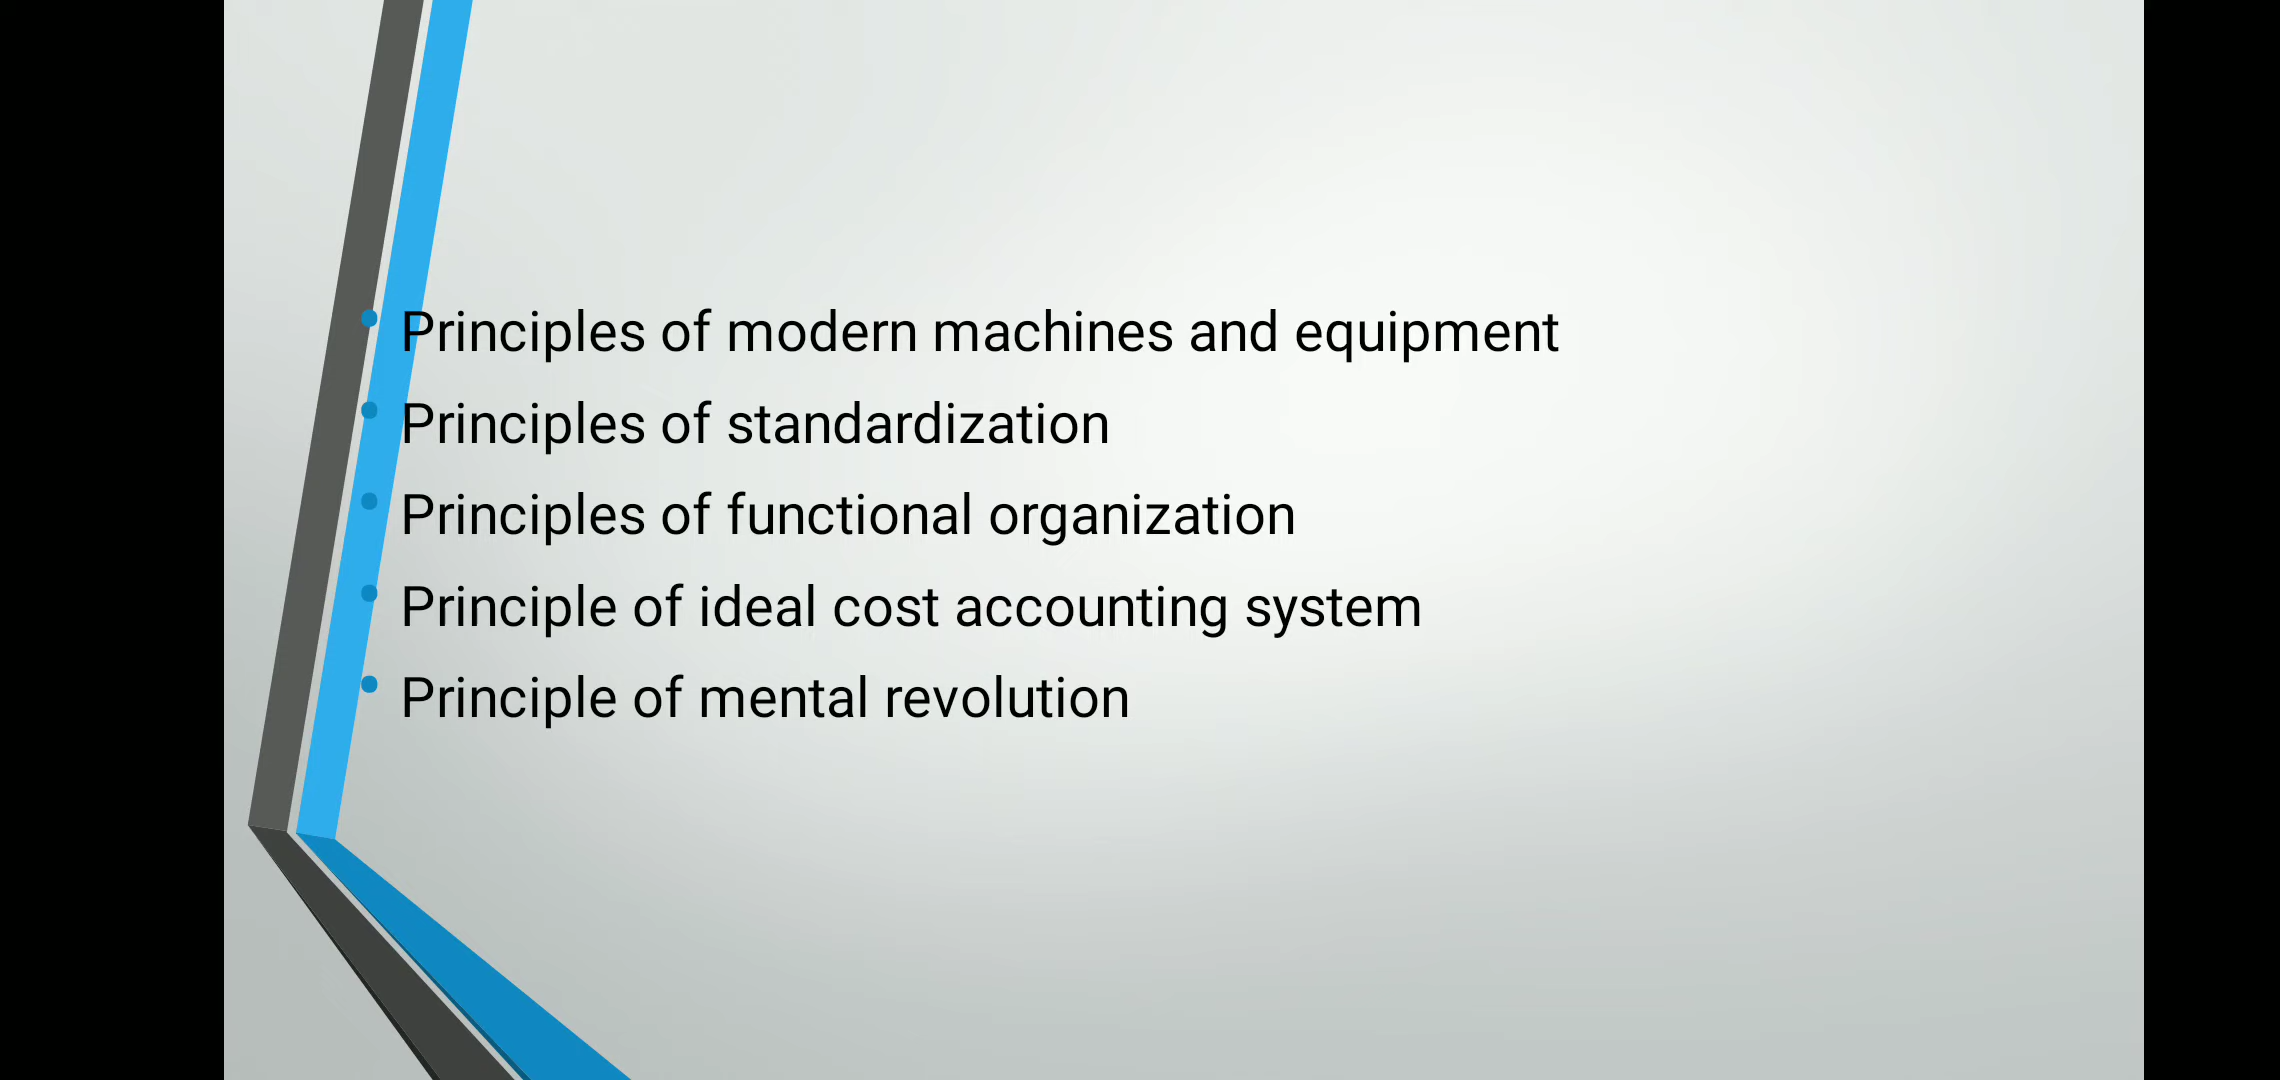 • Principles of modern machines and equipment
• Principles of standardization
• Principles of functional organization
• Principle of ideal cost accounting system
• Principle of mental revolution